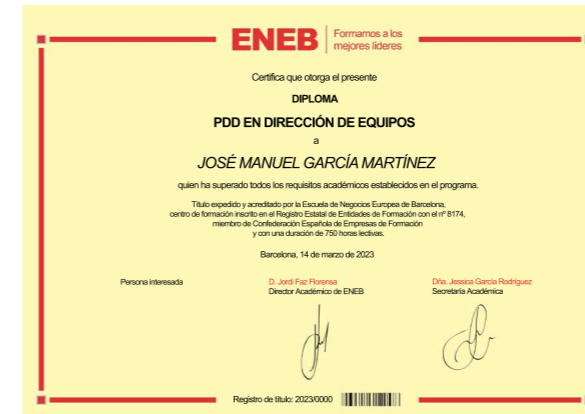 ENEB
Formamos a los
mejores líderes
Certifica que otorga el presente
DIPLOMA
PDD EN DIRECCIÓN DE EQUIPOS
a
JOSÉ MANUEL GARCÍA MARTÍNEZ
quien ha superado todos los requisitos académicos establecidos en el programa.
Título expedido y acreditado por la Escuela de Negocios Europea de Barcelona,
centro de formación inscrito en el Registro Estatal de Entidades de Formación con el nº 8174,
miembro de Confederación Española de Empresas de Formación
y con una duración de 750 horas lectivas.
Barcelona, 14 de marzo de 2023
Persona interesada
D. Jordi Faz Florensa
Director Académico de ENEB
Dña. Jessica García Rodríguez
Secretaría Académica
Registro de título: 2023/0000